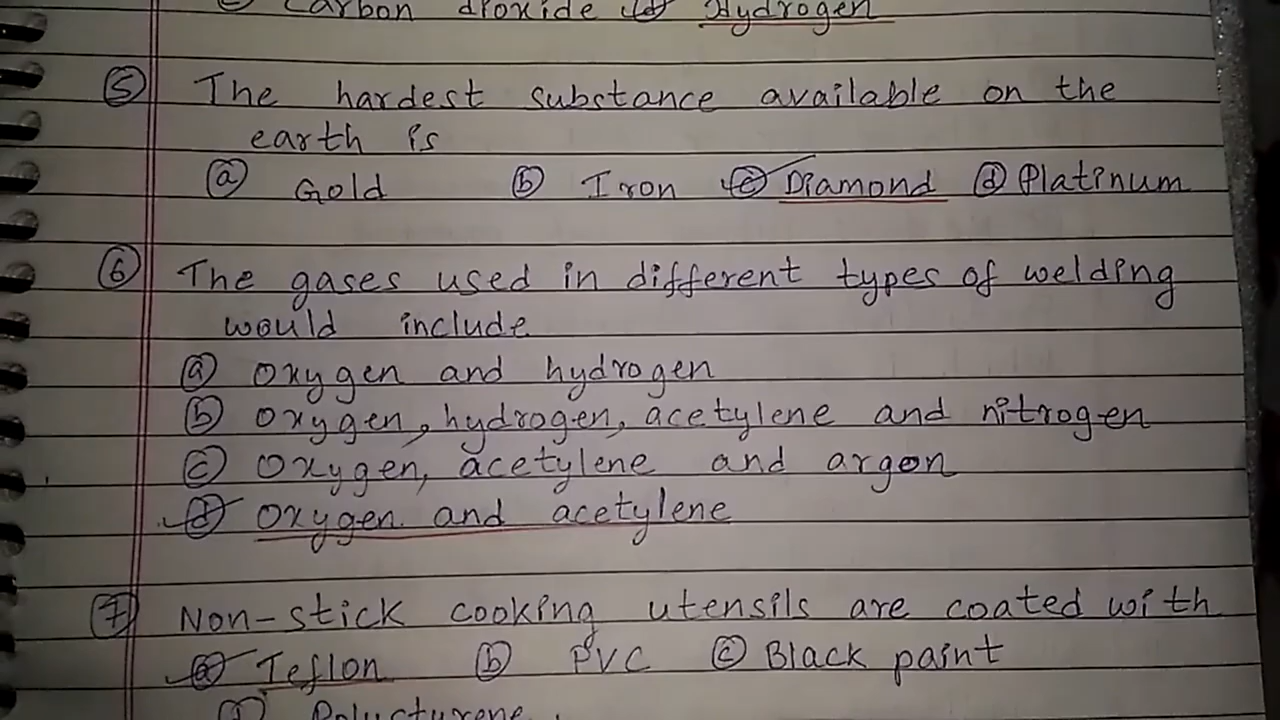 ⓒ Carbon dioxide ⓓ Hydrogen
⑤ The hardest substance available on the
earth is
ⓐ Gold ⓑ Iron ⓒ Diamond ⓓ Platinum
⑥ The gases used in different types of welding
would include
ⓐ Oxygen and hydrogen
ⓑ Oxygen, hydrogen, acetylene and nitrogen
ⓒ Oxygen, acetylene and argon
ⓓ Oxygen and acetylene
⑦ Non-stick cooking utensils are coated with
ⓐ Teflon ⓑ PVC ⓒ Black paint
ⓓ